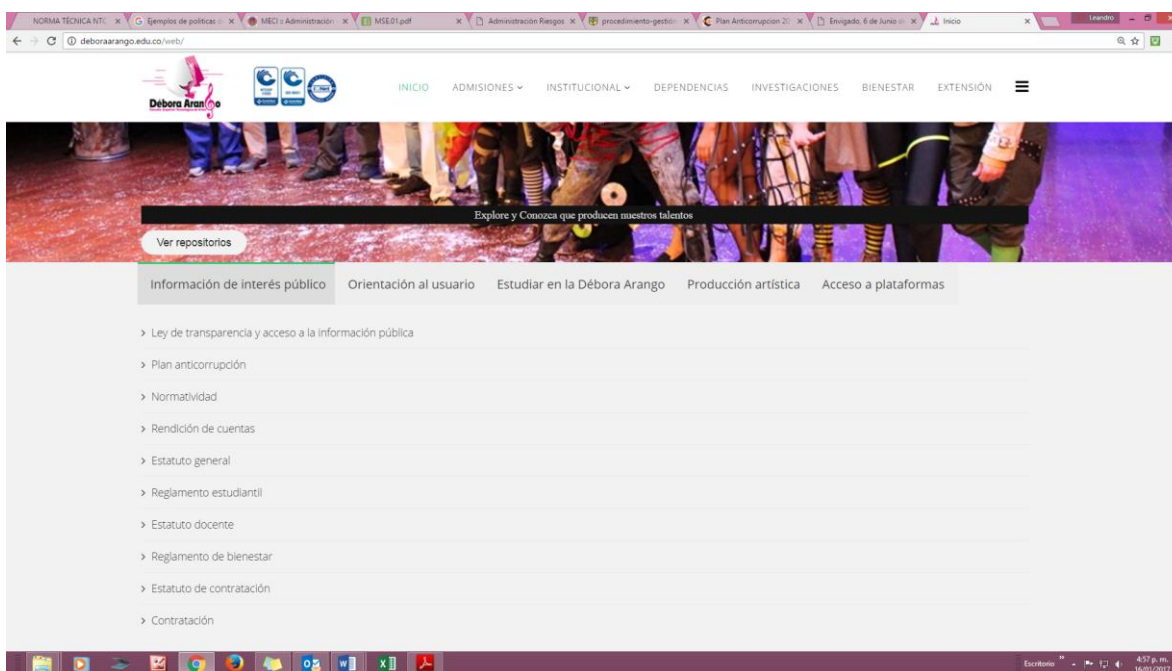 NORMA TÉCNICA NTC
Ejemplos de politicas d
MECI » Administración
MSE.01.pdf
Administración Riesgos
procedimiento-gestión
Plan Anticorrupcion 20
Envigado, 6 de Junio d
Inicio
Leandro
deboraarango.edu.co/web/
Débora Arango
INICIO
ADMISIONES
INSTITUCIONAL
DEPENDENCIAS
INVESTIGACIONES
BIENESTAR
EXTENSIÓN
Explore y Conozca que producen nuestros talentos
Ver repositorios
Información de interés público
Orientación al usuario
Estudiar en la Débora Arango
Producción artística
Acceso a plataformas
> Ley de transparencia y acceso a la información pública
> Plan anticorrupción
> Normatividad
> Rendición de cuentas
> Estatuto general
> Reglamento estudiantil
> Estatuto docente
> Reglamento de bienestar
> Estatuto de contratación
> Contratación
Escritorio
4:57 p. m.
16/01/2017